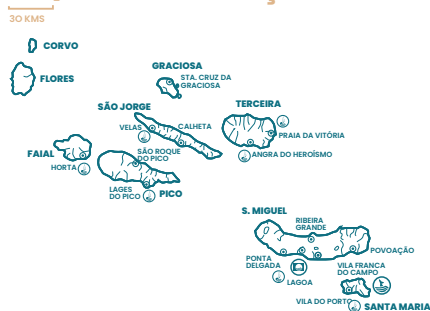 30 KMS
CORVO
FLORES
GRACIOSA
STA. CRUZ DA
GRACIOSA
SÃO JORGE
TERCEIRA
VELAS
CALHETA
PRAIA DA VITÓRIA
FAIAL
SÃO ROQUE
DO PICO
ANGRA DO HEROÍSMO
HORTA
LAGES
DO PICO
PICO
S. MIGUEL
RIBEIRA
GRANDE
POVOAÇÃO
PONTA
DELGADA
VILA FRANCA
DO CAMPO
LAGOA
VILA DO PORTO
SANTA MARIA